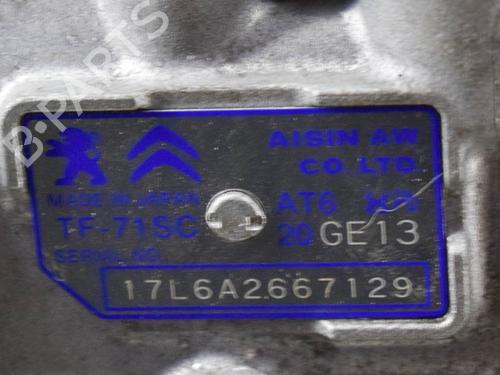 AISIN AW
CO.,LTD.
MADE IN JAPAN
TF-71SC
AT6
20 GE13
SERIAL NO.
17L6A2667129
B-PARTS